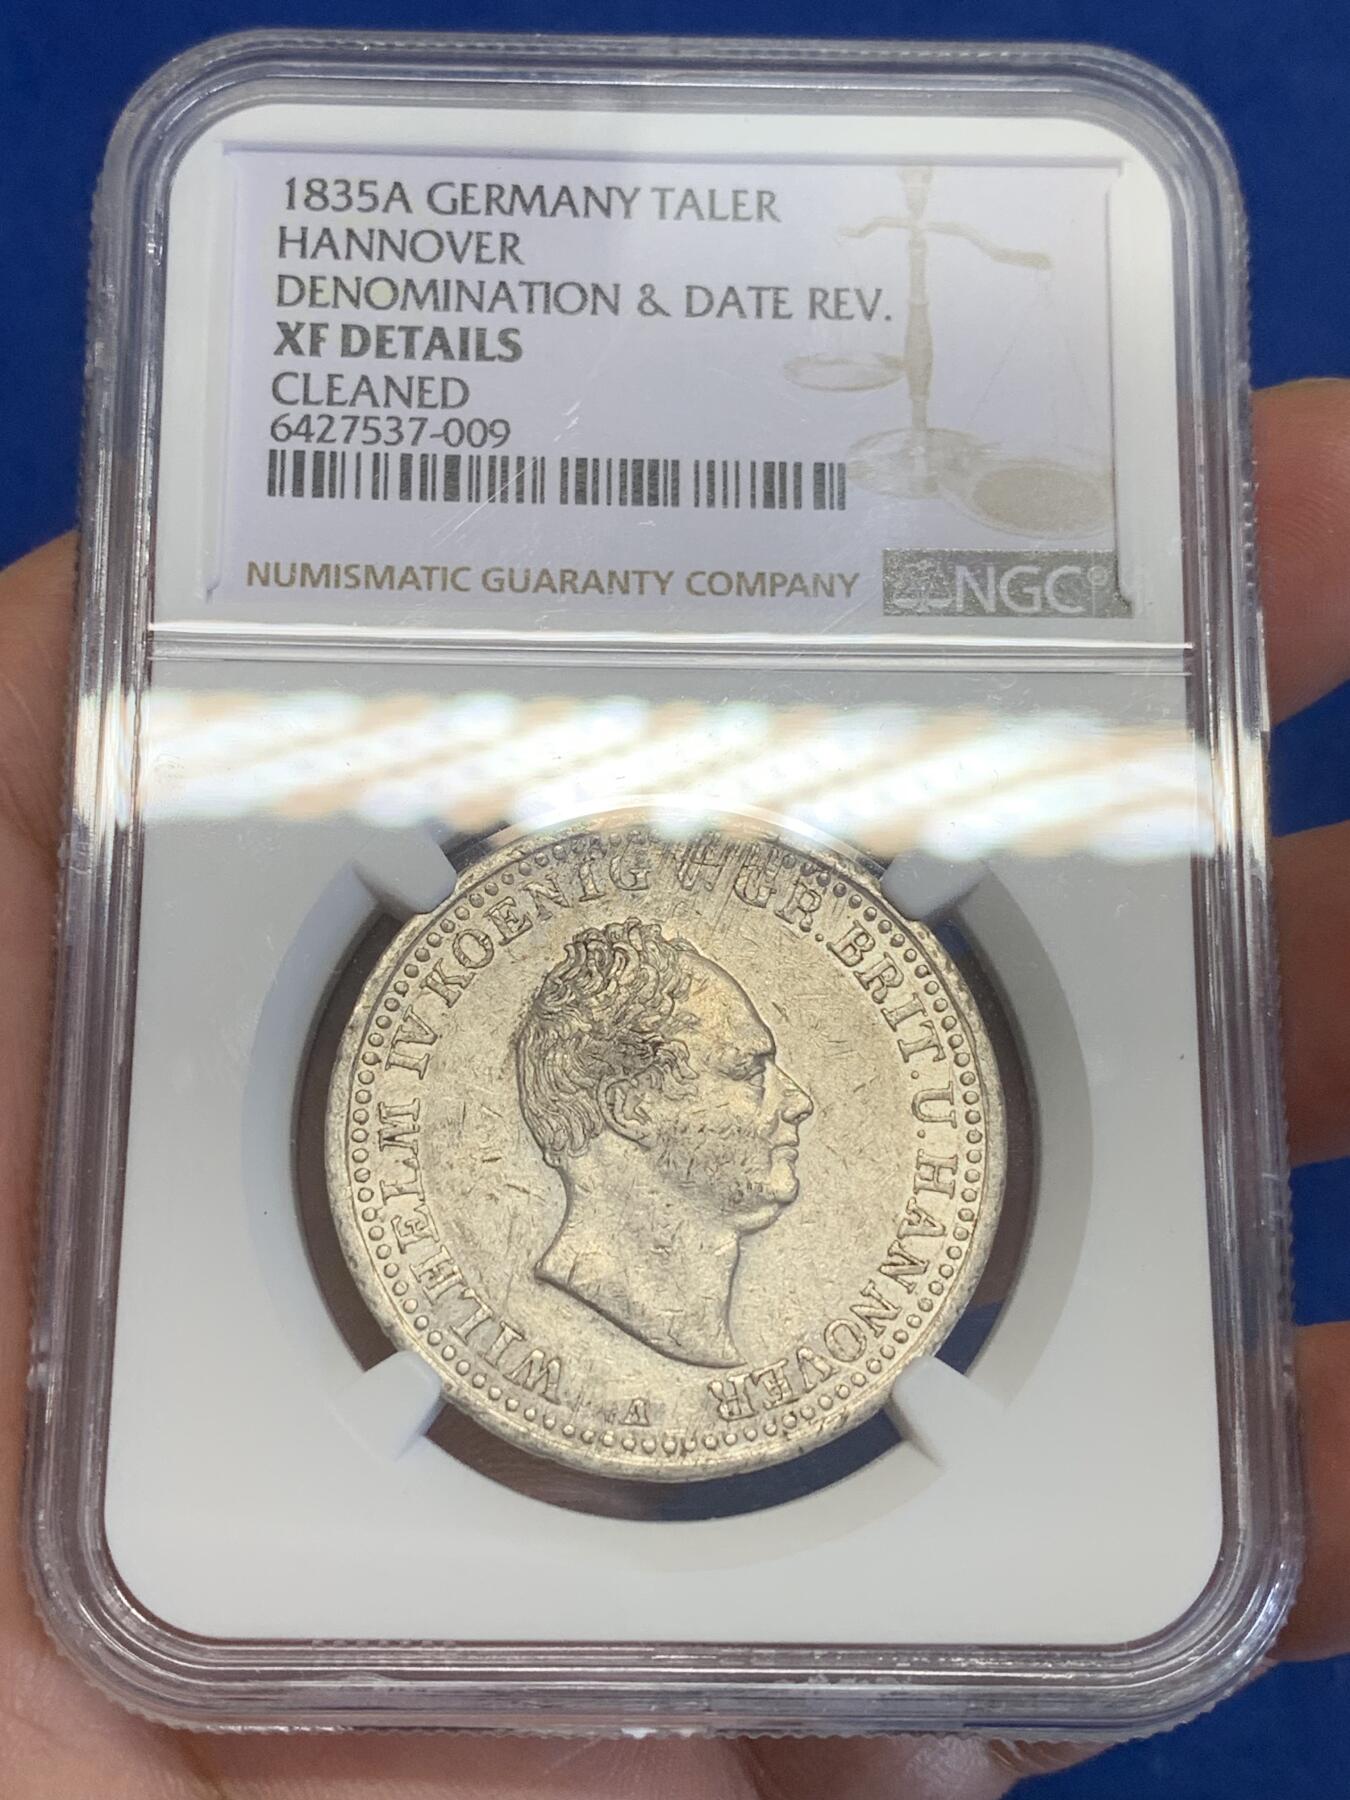 1835A GERMANY TALER
HANNOVER
DENOMINATION & DATE REV.
XF DETAILS
CLEANED
6427537-009
NUMISMATIC GUARANTY COMPANY
NGC
WILHELM IV KOENIG V. GR. BRIT. U. HANNOVER
A